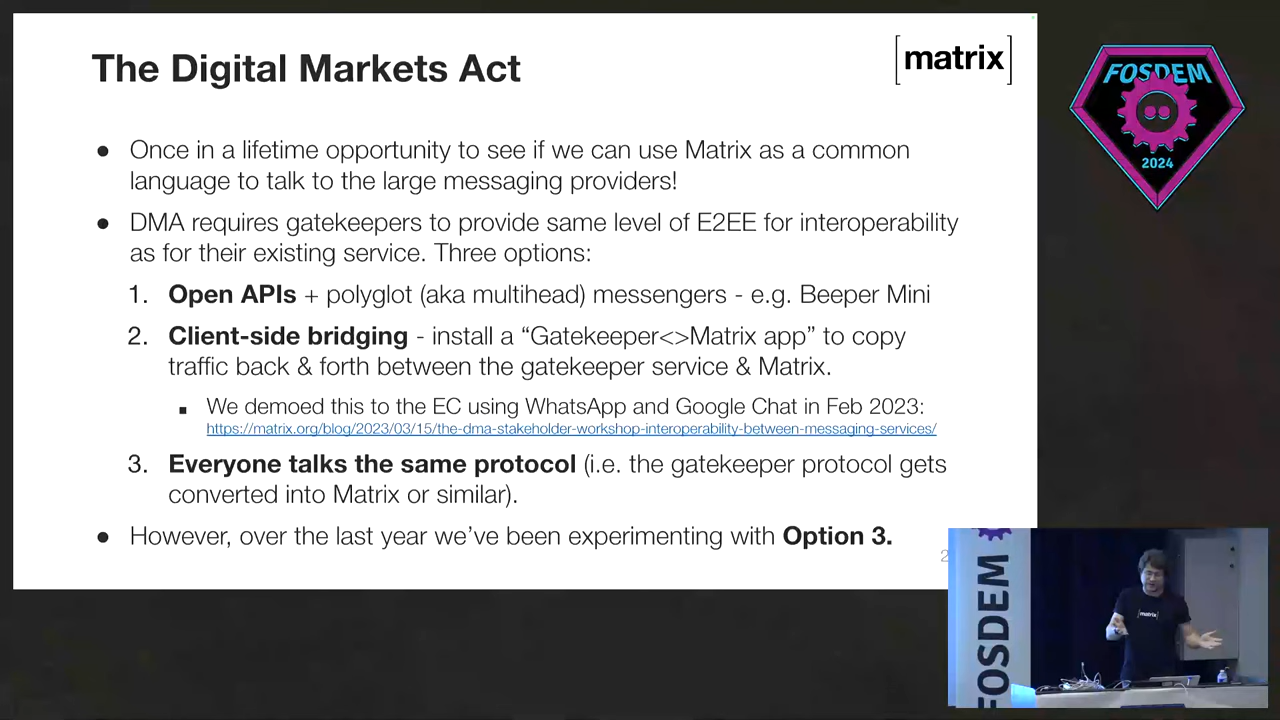 The Digital Markets Act
[matrix]
● Once in a lifetime opportunity to see if we can use Matrix as a common
language to talk to the large messaging providers!
● DMA requires gatekeepers to provide same level of E2EE for interoperability
as for their existing service. Three options:
1. Open APIs + polyglot (aka multihead) messengers - e.g. Beeper Mini
2. Client-side bridging - install a “Gatekeeper<>Matrix app” to copy
traffic back & forth between the gatekeeper service & Matrix.
■ We demoed this to the EC using WhatsApp and Google Chat in Feb 2023:
https://matrix.org/blog/2023/03/15/the-dma-stakeholder-workshop-interoperability-between-messaging-services/
3. Everyone talks the same protocol (i.e. the gatekeeper protocol gets
converted into Matrix or similar).
● However, over the last year we’ve been experimenting with Option 3.
FOSDEM
2024
FOSDEM
[matrix]